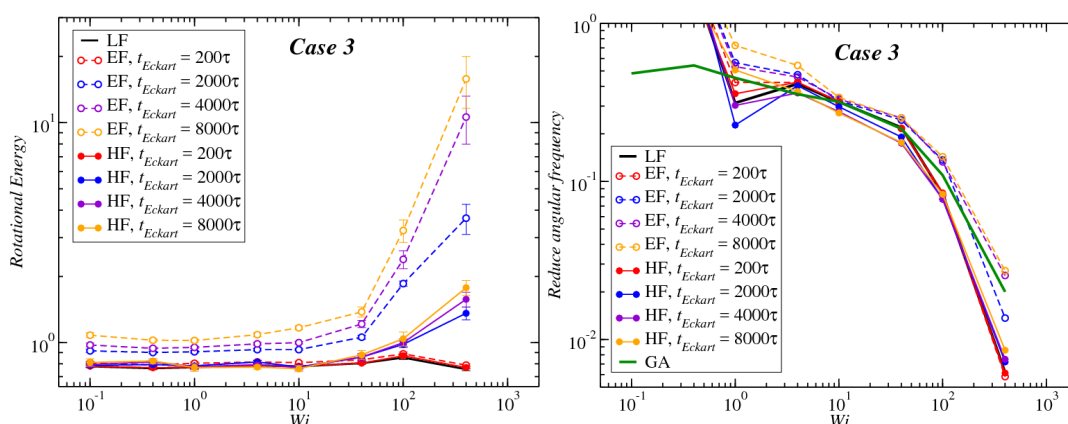 Case 3
LF
EF, t_Eckart = 200τ
EF, t_Eckart = 2000τ
EF, t_Eckart = 4000τ
EF, t_Eckart = 8000τ
HF, t_Eckart = 200τ
HF, t_Eckart = 2000τ
HF, t_Eckart = 4000τ
HF, t_Eckart = 8000τ
Rotational Energy
10^1
10^0
10^-1
10^0
10^1
10^2
10^3
Wi
Case 3
LF
EF, t_Eckart = 200τ
EF, t_Eckart = 2000τ
EF, t_Eckart = 4000τ
EF, t_Eckart = 8000τ
HF, t_Eckart = 200τ
HF, t_Eckart = 2000τ
HF, t_Eckart = 4000τ
HF, t_Eckart = 8000τ
GA
Reduce angular frequency
10^0
10^-1
10^-2
10^-1
10^0
10^1
10^2
10^3
Wi